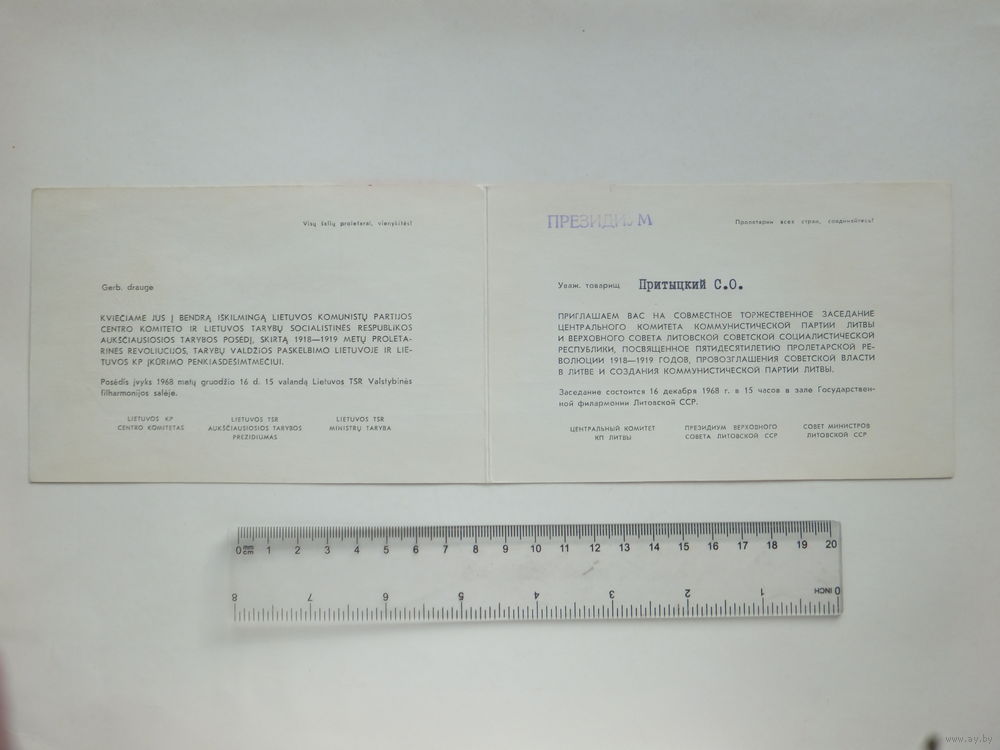 Visų šalių proletarai, vienykitės!
Gerb. drauge
KVIEČIAME JUS Į BENDRĄ IŠKILMINGĄ LIETUVOS KOMUNISTŲ PARTIJOS
CENTRO KOMITETO IR LIETUVOS TARYBŲ SOCIALISTINĖS RESPUBLIKOS
AUKŠČIAUSIOSIOS TARYBOS POSĖDĮ, SKIRTĄ 1918—1919 METŲ PROLETA-
RINĖS REVOLIUCIJOS, TARYBŲ VALDŽIOS PASKELBIMO LIETUVOJE IR LIE-
TUVOS KP ĮKŪRIMO PENKIASDEŠIMTMEČIUI.
Posėdis įvyks 1968 metų gruodžio 16 d. 15 valandą Lietuvos TSR Valstybinės
filharmonijos salėje.
LIETUVOS KP
CENTRO KOMITETAS
LIETUVOS TSR
AUKŠČIAUSIOSIOS TARYBOS
PREZIDIUMAS
LIETUVOS TSR
MINISTRŲ TARYBA
ПРЕЗИДИУМ
Пролетарии всех стран, соединяйтесь!
Уваж. товарищ Притыцкий С.О.
ПРИГЛАШАЕМ ВАС НА СОВМЕСТНОЕ ТОРЖЕСТВЕННОЕ ЗАСЕДАНИЕ
ЦЕНТРАЛЬНОГО КОМИТЕТА КОММУНИСТИЧЕСКОЙ ПАРТИИ ЛИТВЫ
И ВЕРХОВНОГО СОВЕТА ЛИТОВСКОЙ СОВЕТСКОЙ СОЦИАЛИСТИЧЕСКОЙ
РЕСПУБЛИКИ, ПОСВЯЩЕННОЕ ПЯТИДЕСЯТИЛЕТИЮ ПРОЛЕТАРСКОЙ РЕ-
ВОЛЮЦИИ 1918—1919 ГОДОВ, ПРОВОЗГЛАШЕНИЯ СОВЕТСКОЙ ВЛАСТИ
В ЛИТВЕ И СОЗДАНИЯ КОММУНИСТИЧЕСКОЙ ПАРТИИ ЛИТВЫ.
Заседание состоится 16 декабря 1968 г. в 15 часов в зале Государствен-
ной филармонии Литовской ССР.
ЦЕНТРАЛЬНЫЙ КОМИТЕТ
КП ЛИТВЫ
ПРЕЗИДИУМ ВЕРХОВНОГО
СОВЕТА ЛИТОВСКОЙ ССР
СОВЕТ МИНИСТРОВ
ЛИТОВСКОЙ ССР
0 mm cm 1 2 3 4 5 6 7 8 9 10 11 12 13 14 15 16 17 18 19 20
8 7 6 5 4 3 2 1 INCH 0
www.ay.by